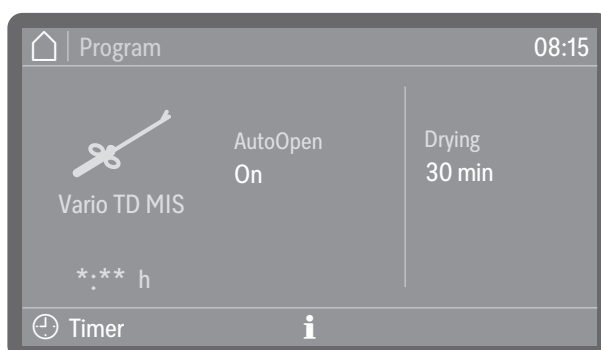 Program
08:15
AutoOpen
On
Drying
30 min
Vario TD MIS
*:** h
Timer
i